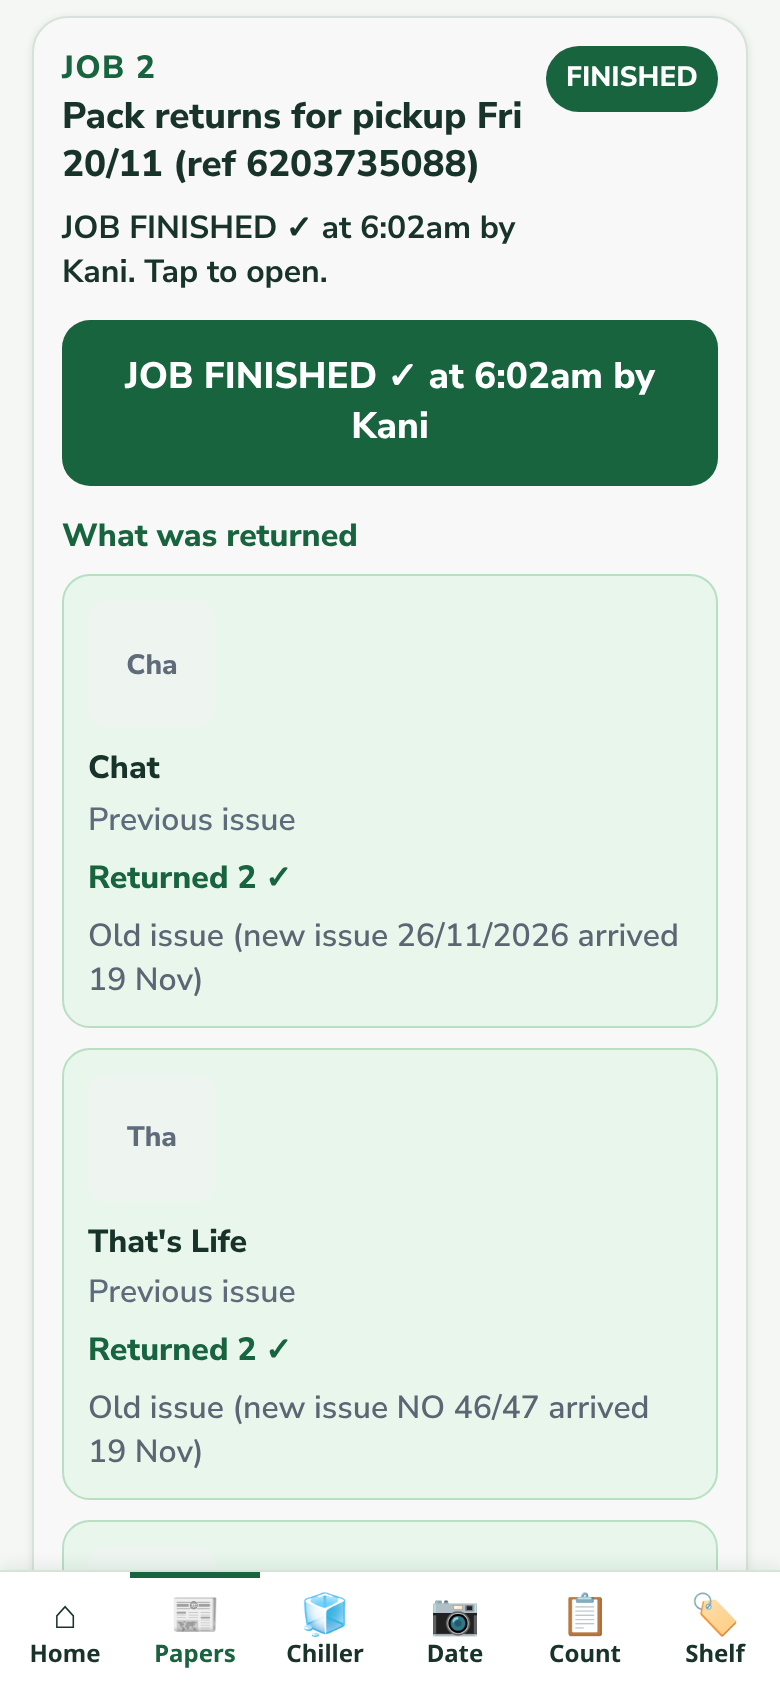 JOB 2
FINISHED
Pack returns for pickup Fri
20/11 (ref 6203735088)
JOB FINISHED ✓ at 6:02am by
Kani. Tap to open.
JOB FINISHED ✓ at 6:02am by
Kani
What was returned
Cha
Chat
Previous issue
Returned 2 ✓
Old issue (new issue 26/11/2026 arrived
19 Nov)
Tha
That's Life
Previous issue
Returned 2 ✓
Old issue (new issue NO 46/47 arrived
19 Nov)
Home
Papers
Chiller
Date
Count
Shelf